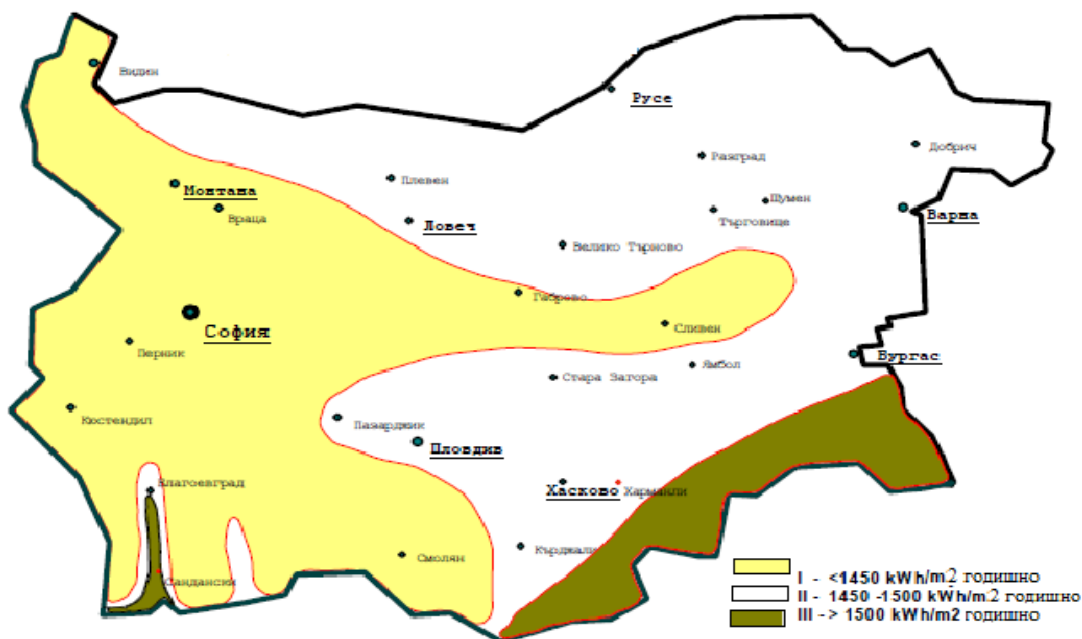 Видин
Русе
Добрич
Разград
Плевен
Монтана
Шумен
Враца
Търговище
Варна
Ловеч
Велико Търново
Габрово
София
Сливен
Перник
Бургас
Ямбол
Стара Загора
Кюстендил
Пазарджик
Пловдив
Благоевград
Хасково
Харманли
Кърджали
Смолян
Сандански
I - <1450 kWh/m2 годишно
II - 1450 -1500 kWh/m2 годишно
III -> 1500 kWh/m2 годишно